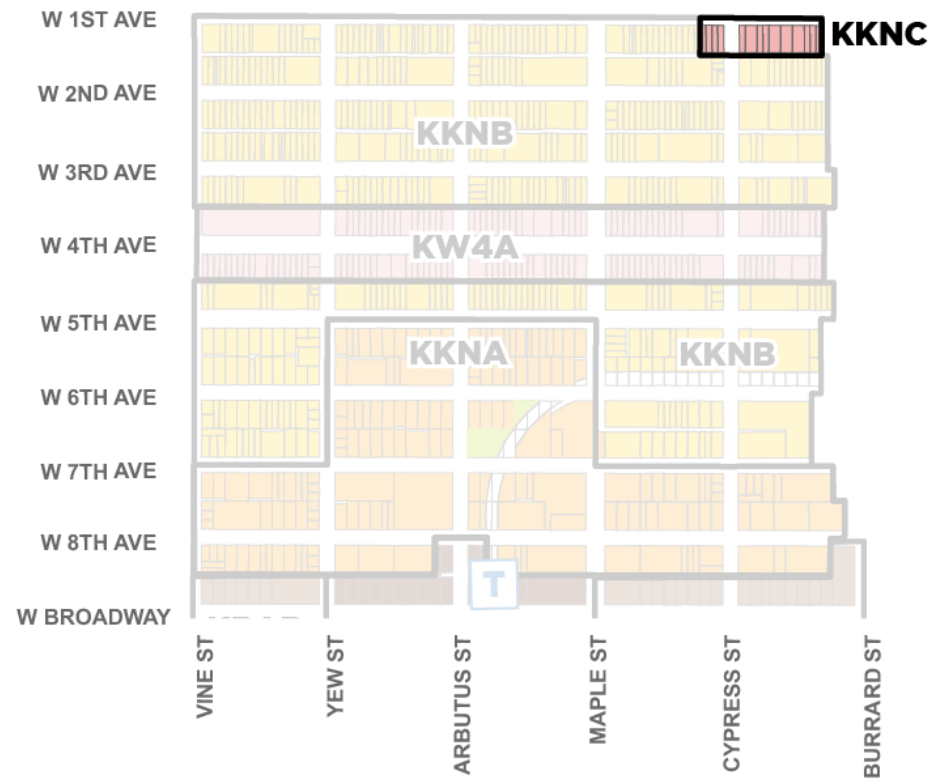 W 1ST AVE
KKNC
W 2ND AVE
KKNB
W 3RD AVE
W 4TH AVE
KW4A
W 5TH AVE
KKNA
KKNB
W 6TH AVE
W 7TH AVE
W 8TH AVE
T
W BROADWAY
VINE ST
YEW ST
ARBUTUS ST
MAPLE ST
CYPRESS ST
BURRARD ST